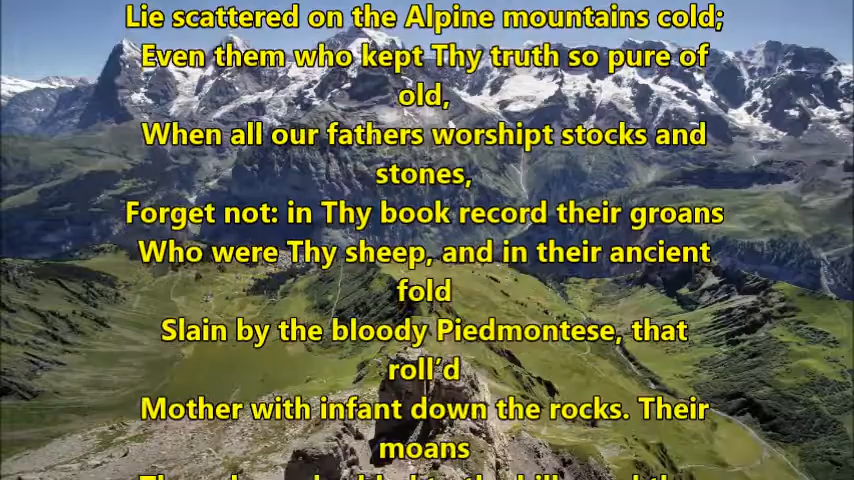 Lie scattered on the Alpine mountains cold;
Even them who kept Thy truth so pure of
old,
When all our fathers worshipt stocks and
stones,
Forget not: in Thy book record their groans
Who were Thy sheep, and in their ancient
fold
Slain by the bloody Piedmontese, that
roll’d
Mother with infant down the rocks. Their
moans